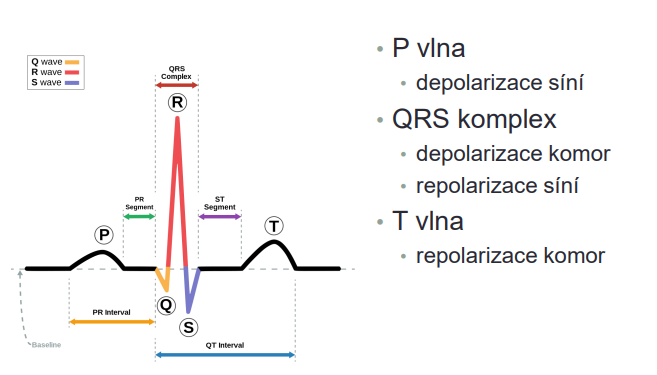 Q wave
R wave
S wave
QRS
Complex
R
PR
Segment
ST
Segment
P
T
Q
S
PR Interval
QT Interval
Baseline
• P vlna
• depolarizace síní
• QRS komplex
• depolarizace komor
• repolarizace síní
• T vlna
• repolarizace komor